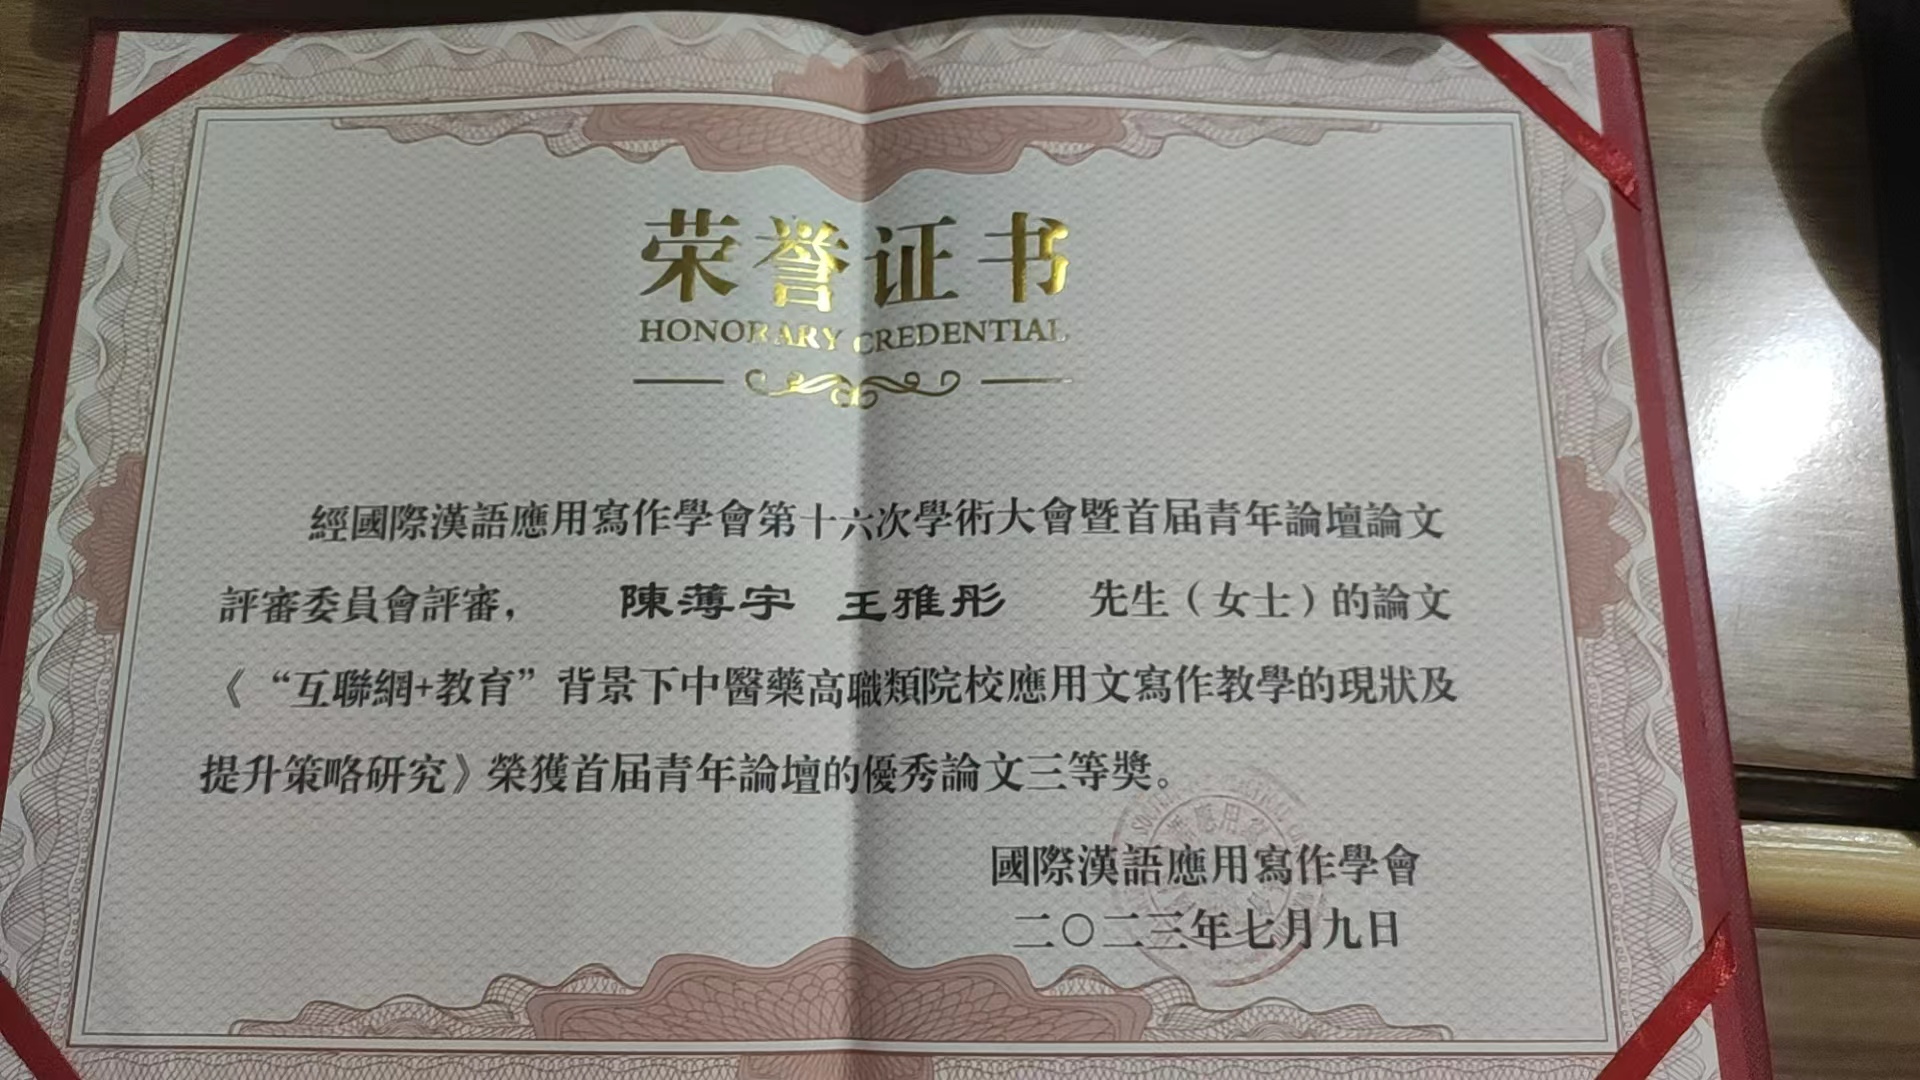 荣誉证书
HONORARY CREDENTIAL
經國際漢語應用寫作學會第十六次學術大會暨首届青年論壇論文
評審委員會評審， 陳薄宇 王雅彤 先生（女士）的論文
《“互聯網+教育”背景下中醫藥高職類院校應用文寫作教學的現狀及
提升策略研究》榮獲首届青年論壇的優秀論文三等獎。
國際漢語應用寫作學會
二〇二三年七月九日